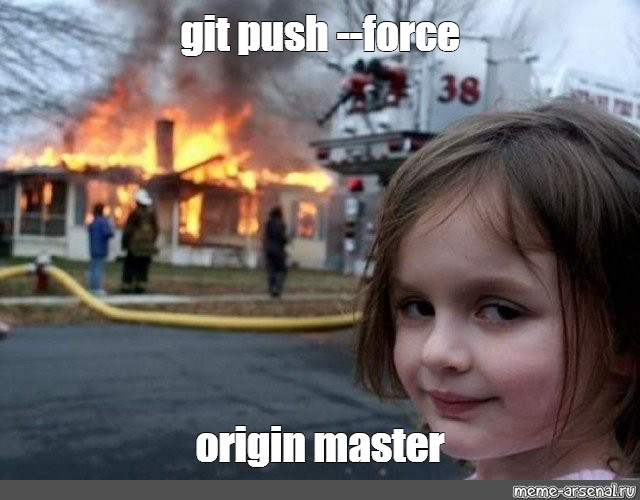 git push --force
38
origin master
meme-arsenal.ru